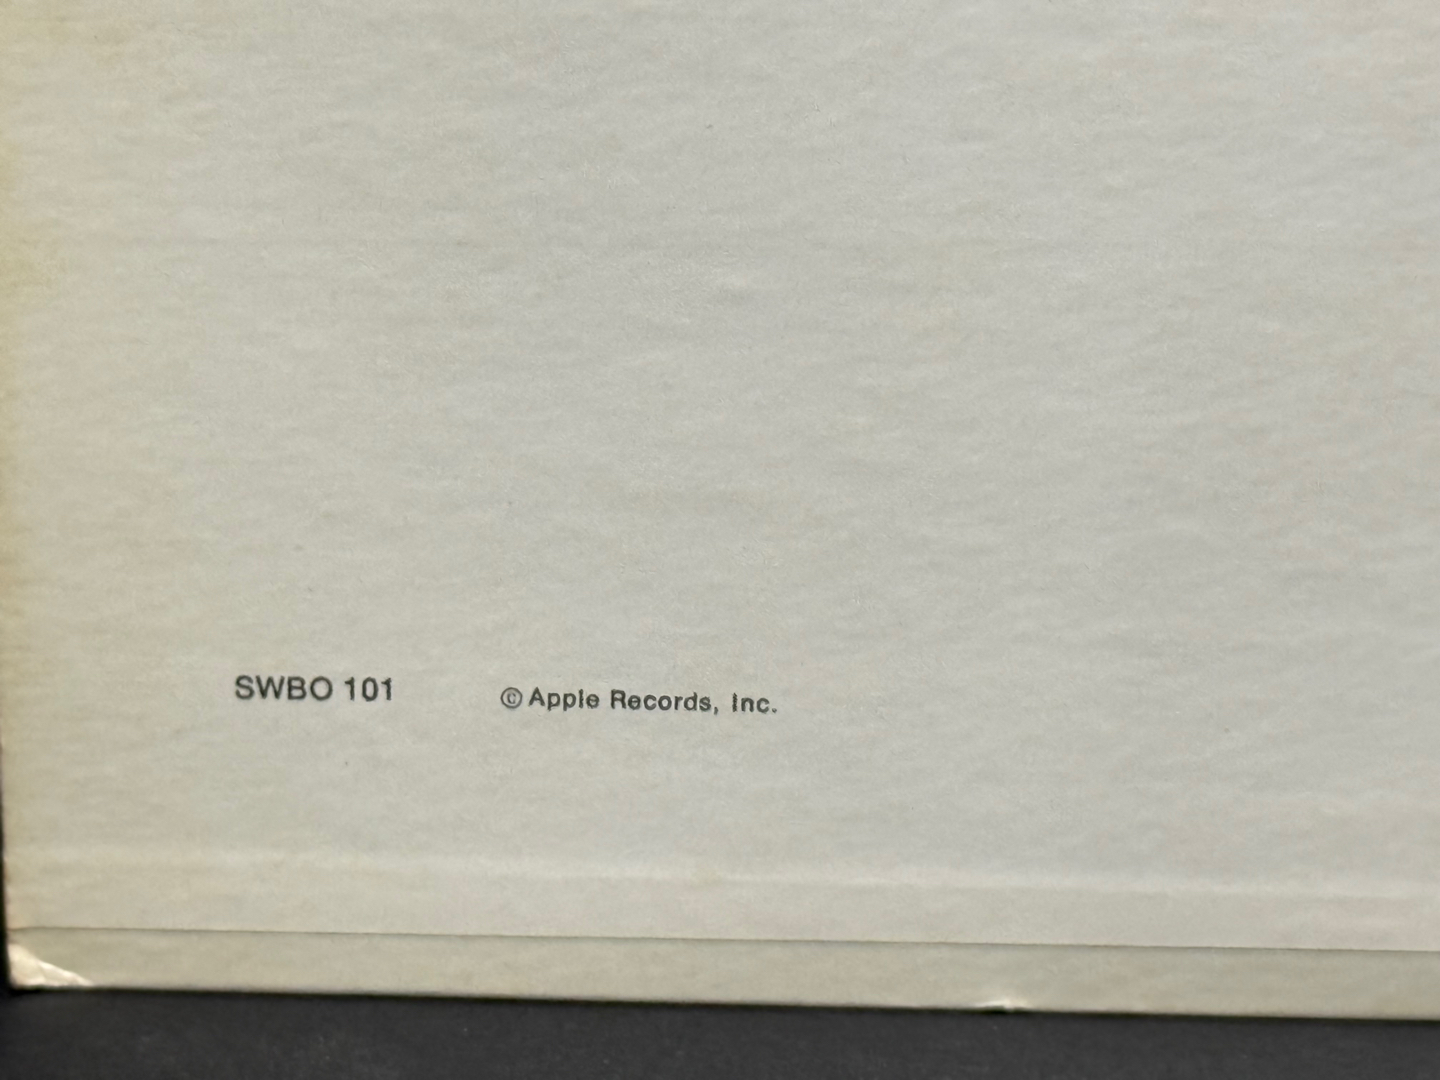 SWBO 101 © Apple Records, Inc.